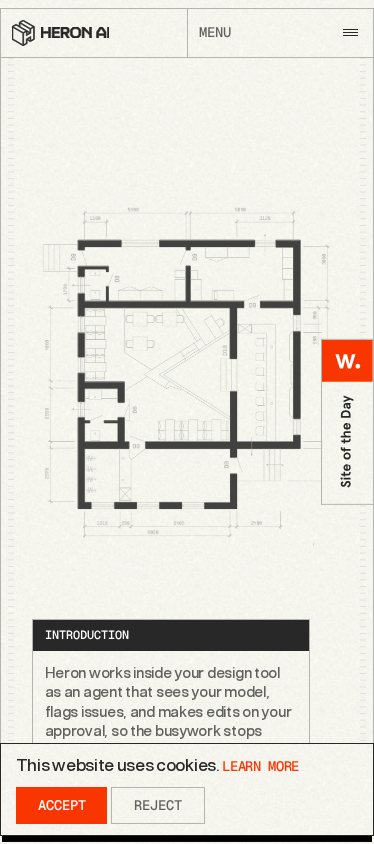 HERON AI
MENU
W.
Site of the Day
INTRODUCTION
Heron works inside your design tool
as an agent that sees your model,
flags issues, and makes edits on your
approval, so the busywork stops
This website uses cookies. LEARN MORE
ACCEPT
REJECT